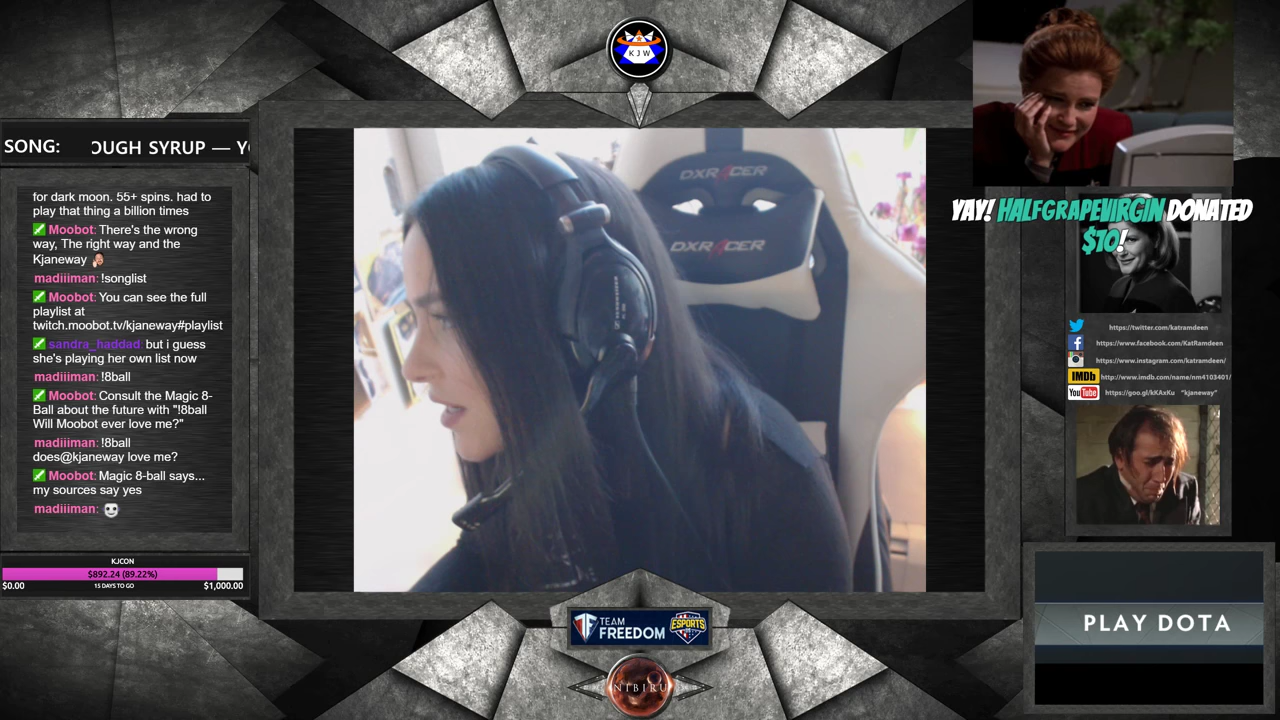 KJW
SONG: OUGH SYRUP —
for dark moon. 55+ spins. had to
play that thing a billion times
Moobot: There's the wrong
way, The right way and the
Kjaneway
madiiiman: !songlist
Moobot: You can see the full
playlist at
twitch.moobot.tv/kjaneway#playlist
sandra_haddad: but i guess
she's playing her own list now
madiiiman: !8ball
Moobot: Consult the Magic 8-
Ball about the future with "!8ball
Will Moobot ever love me?"
madiiiman: !8ball
does@kjaneway love me?
Moobot: Magic 8-ball says...
my sources say yes
madiiiman:
KJCON
$892.24 (89.22%)
$0.00 15 DAYS TO GO $1,000.00
DXRACER
DXRACER
SENNHEISER
TEAM
FREEDOM
ESPORTS
NIBIRU
YAY! HALFGRAPEVIRGIN DONATED
$10!
https://twitter.com/katramdeen
https://www.facebook.com/KatRamdeen
https://www.instagram.com/katramdeen/
IMDb http://www.imdb.com/name/nm4103401/
YouTube https://goo.gl/kKAxKu "kjaneway"
PLAY DOTA